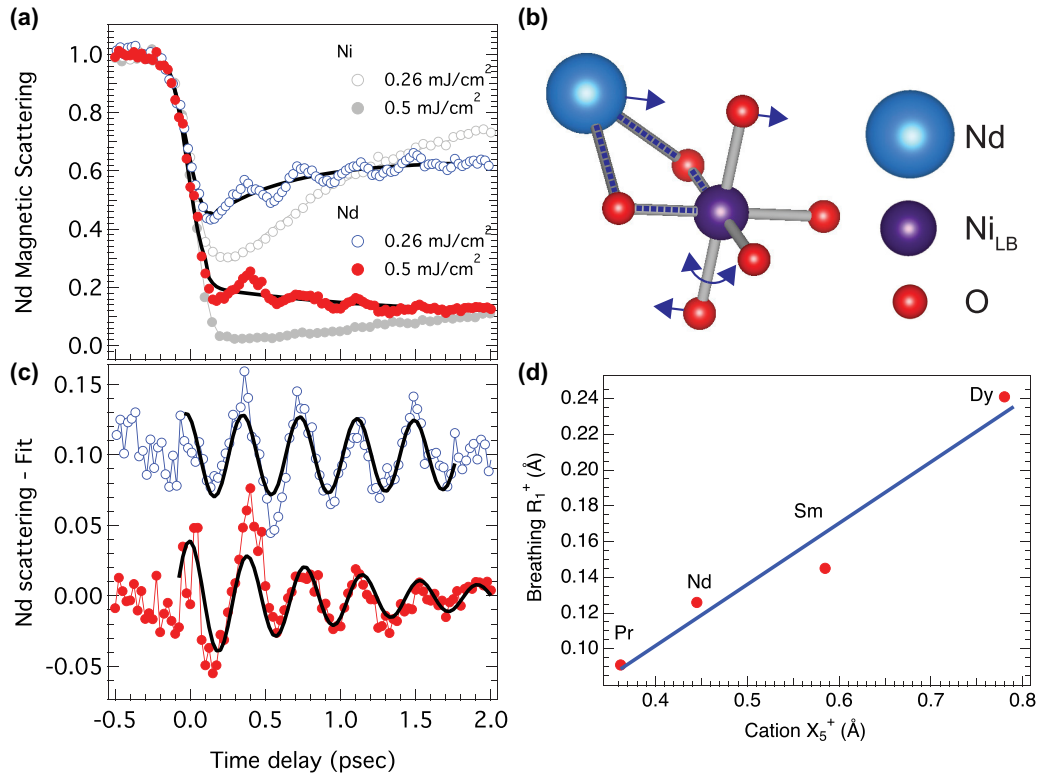 (a)
Nd Magnetic Scattering
1.0
0.8
0.6
0.4
0.2
0.0
Ni
0.26 mJ/cm²
0.5 mJ/cm²
Nd
0.26 mJ/cm²
0.5 mJ/cm²
(b)
Nd
Ni_LB
O
(c)
Nd scattering - Fit
0.15
0.10
0.05
0.00
-0.05
-0.5
0.0
0.5
1.0
1.5
2.0
Time delay (psec)
(d)
Breathing R₁⁺ (Å)
0.24
0.22
0.20
0.18
0.16
0.14
0.12
0.10
Pr
Nd
Sm
Dy
0.4
0.5
0.6
0.7
0.8
Cation X₅⁺ (Å)